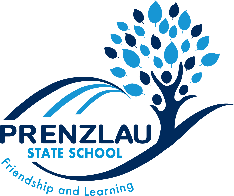 PRENZLAU
STATE SCHOOL
Friendship and Learning